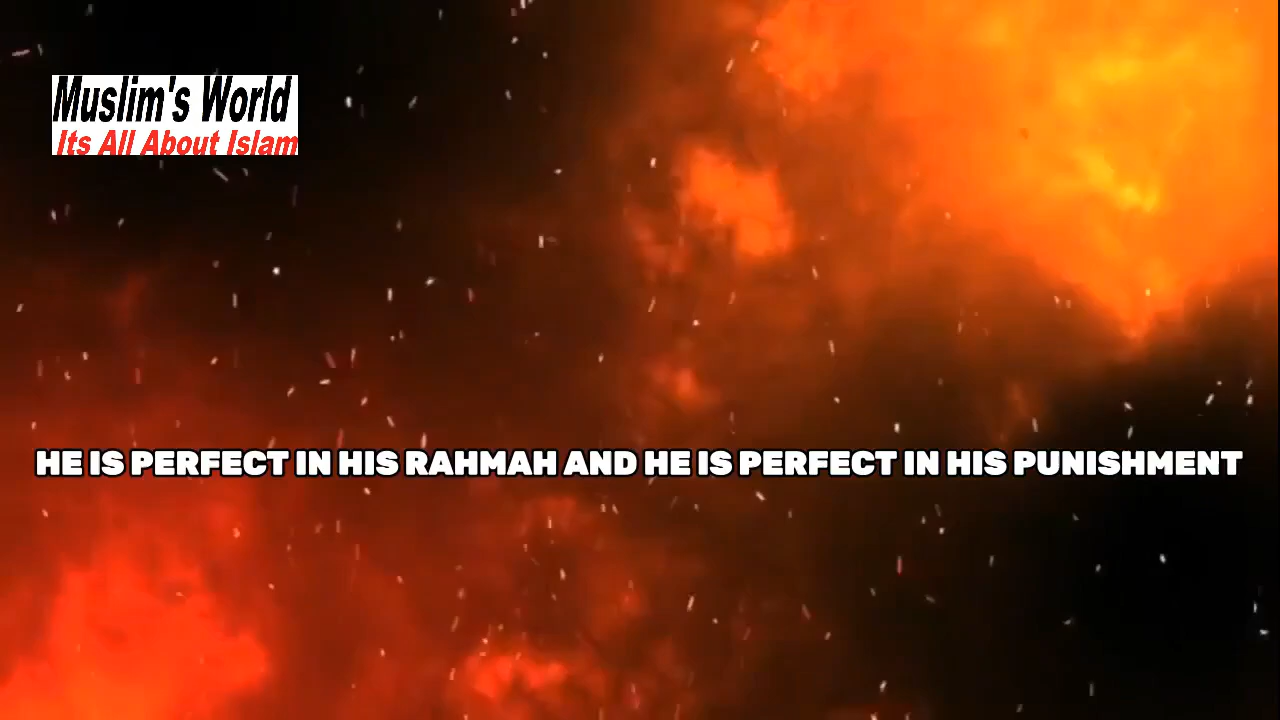 Muslim's World
Its All About Islam
HE IS PERFECT IN HIS RAHMAH AND HE IS PERFECT IN HIS PUNISHMENT